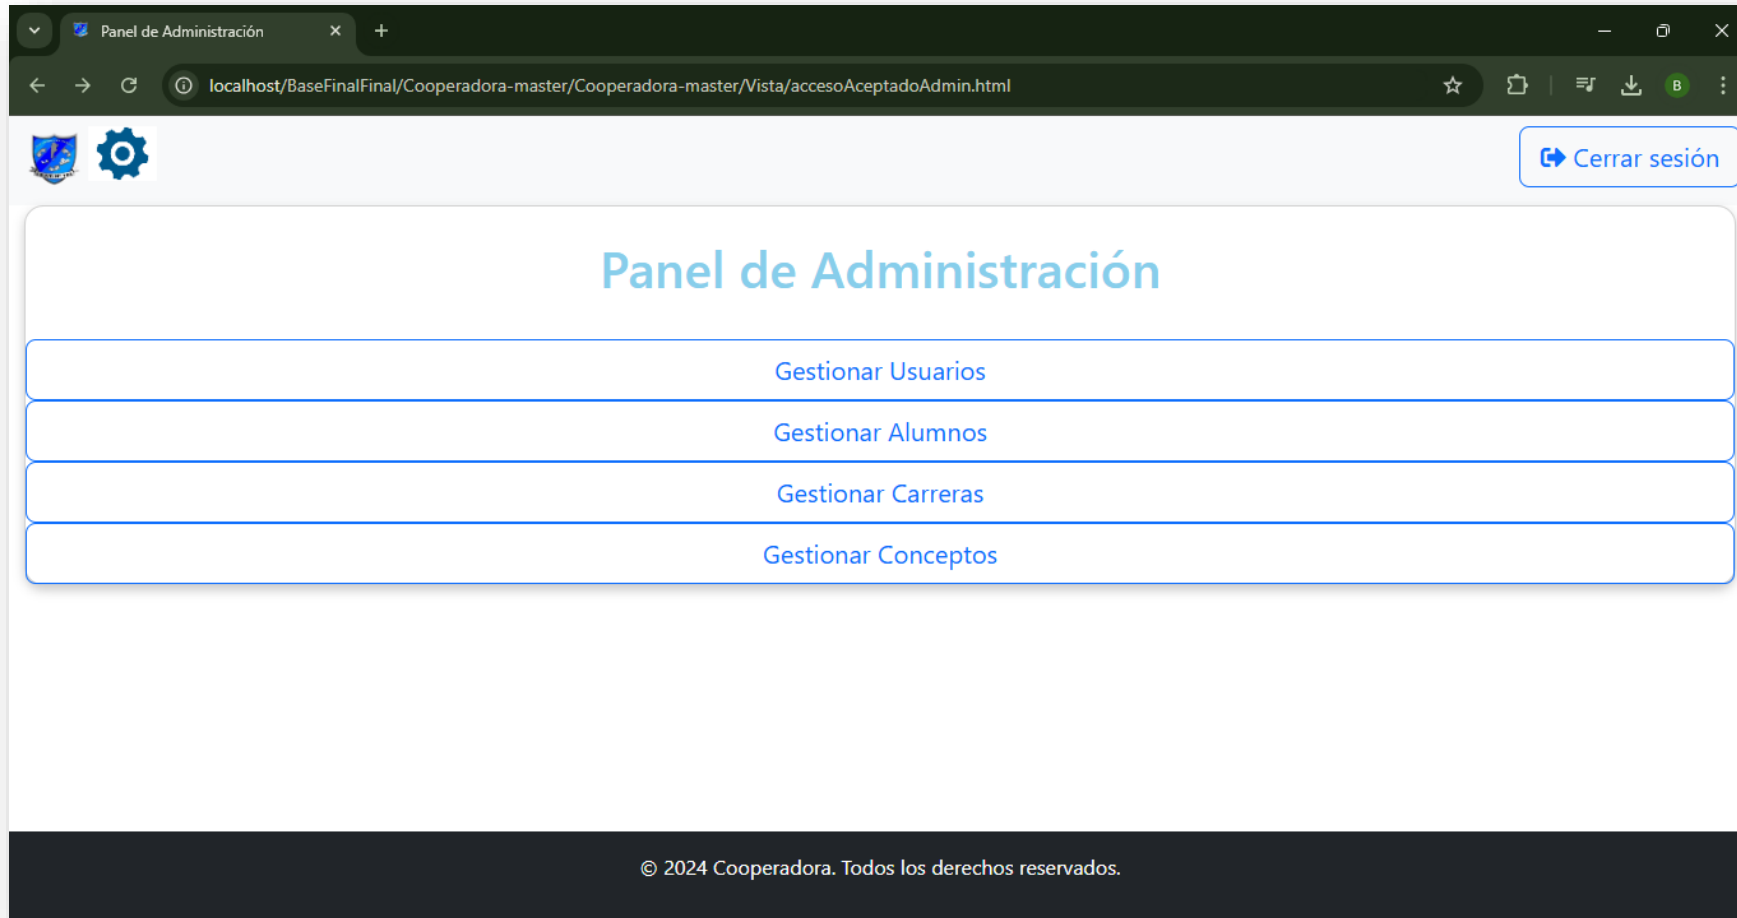 Panel de Administración
localhost/BaseFinalFinal/Cooperadora-master/Cooperadora-master/Vista/accesoAceptadoAdmin.html
B
Cerrar sesión
Panel de Administración
Gestionar Usuarios
Gestionar Alumnos
Gestionar Carreras
Gestionar Conceptos
© 2024 Cooperadora. Todos los derechos reservados.